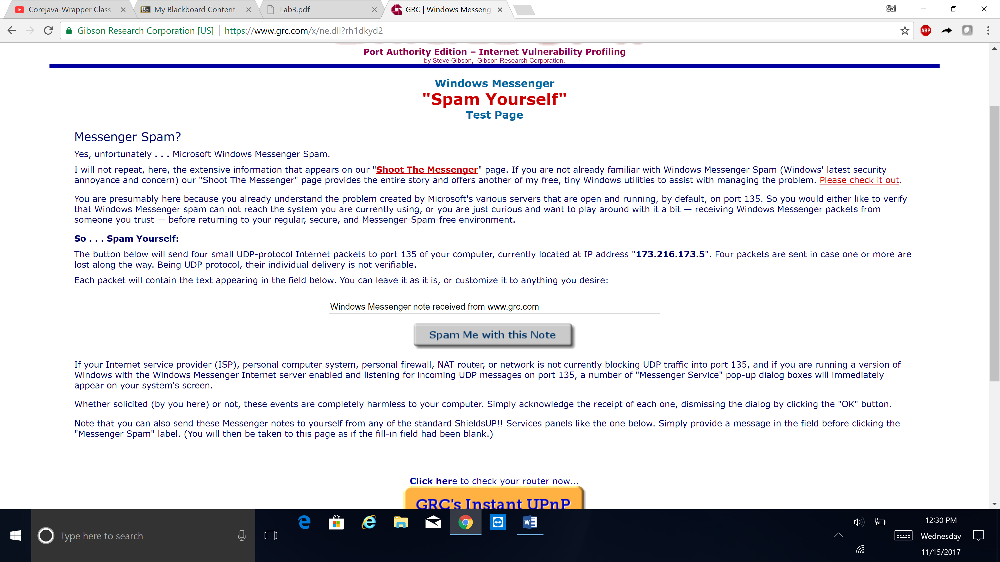 Corejava-Wrapper Class-
My Blackboard Content -
Lab3.pdf
GRC | Windows Messeng
Sai
Gibson Research Corporation [US]
https://www.grc.com/x/ne.dll?rh1dkyd2
ABP
Port Authority Edition – Internet Vulnerability Profiling
by Steve Gibson, Gibson Research Corporation.
Windows Messenger
"Spam Yourself"
Test Page
Messenger Spam?
Yes, unfortunately . . . Microsoft Windows Messenger Spam.
I will not repeat, here, the extensive information that appears on our "Shoot The Messenger" page. If you are not already familiar with Windows Messenger Spam (Windows' latest security
annoyance and concern) our "Shoot The Messenger" page provides the entire story and offers another of my free, tiny Windows utilities to assist with managing the problem. Please check it out.
You are presumably here because you already understand the problem created by Microsoft's various servers that are open and running, by default, on port 135. So you would either like to verify
that Windows Messenger spam can not reach the system you are currently using, or you are just curious and want to play around with it a bit — receiving Windows Messenger packets from
someone you trust — before returning to your regular, secure, and Messenger-Spam-free environment.
So . . . Spam Yourself:
The button below will send four small UDP-protocol Internet packets to port 135 of your computer, currently located at IP address "173.216.173.5". Four packets are sent in case one or more are
lost along the way. Being UDP protocol, their individual delivery is not verifiable.
Each packet will contain the text appearing in the field below. You can leave it as it is, or customize it to anything you desire:
Windows Messenger note received from www.grc.com
Spam Me with this Note
If your Internet service provider (ISP), personal computer system, personal firewall, NAT router, or network is not currently blocking UDP traffic into port 135, and if you are running a version of
Windows with the Windows Messenger Internet server enabled and listening for incoming UDP messages on port 135, a number of "Messenger Service" pop-up dialog boxes will immediately
appear on your system's screen.
Whether solicited (by you here) or not, these events are completely harmless to your computer. Simply acknowledge the receipt of each one, dismissing the dialog by clicking the "OK" button.
Note that you can also send these Messenger notes to yourself from any of the standard ShieldsUP!! Services panels like the one below. Simply provide a message in the field before clicking the
"Messenger Spam" label. (You will then be taken to this page as if the fill-in field had been blank.)
Click here to check your router now...
GRC's Instant UPnP
Type here to search
12:30 PM
Wednesday
11/15/2017